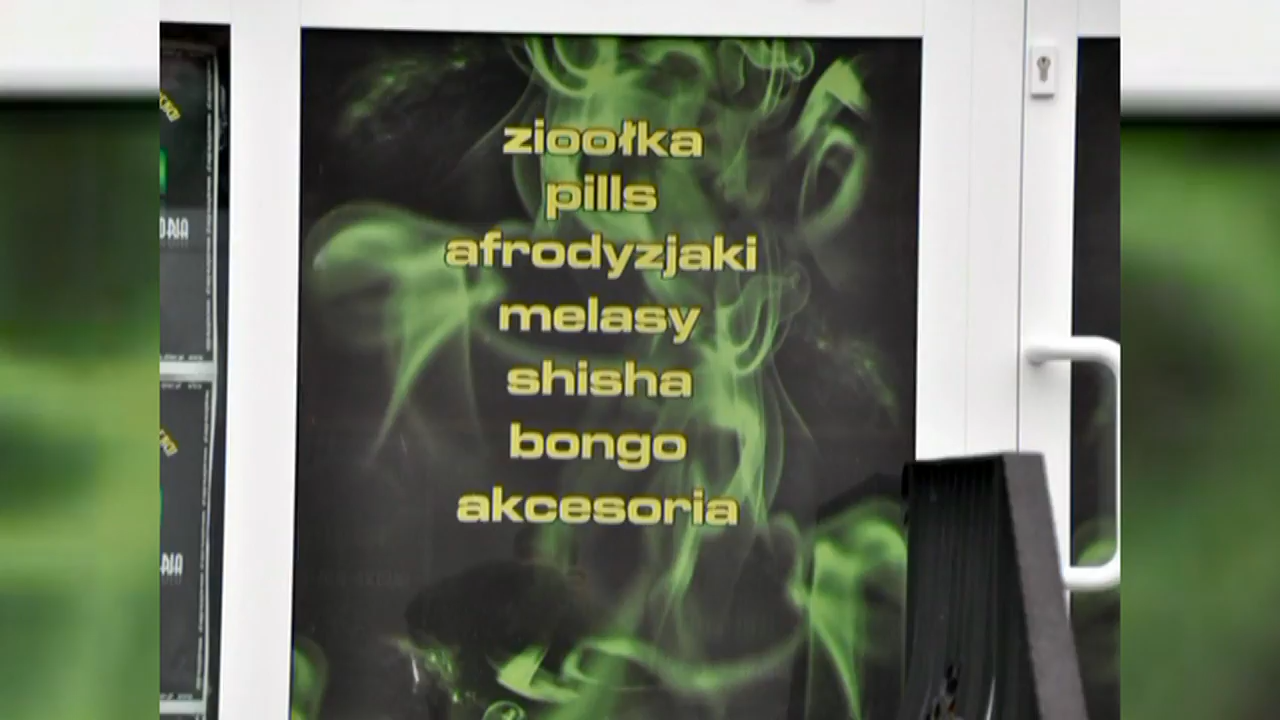 zioołka
pills
afrodyzjaki
melasy
shisha
bongo
akcesoria